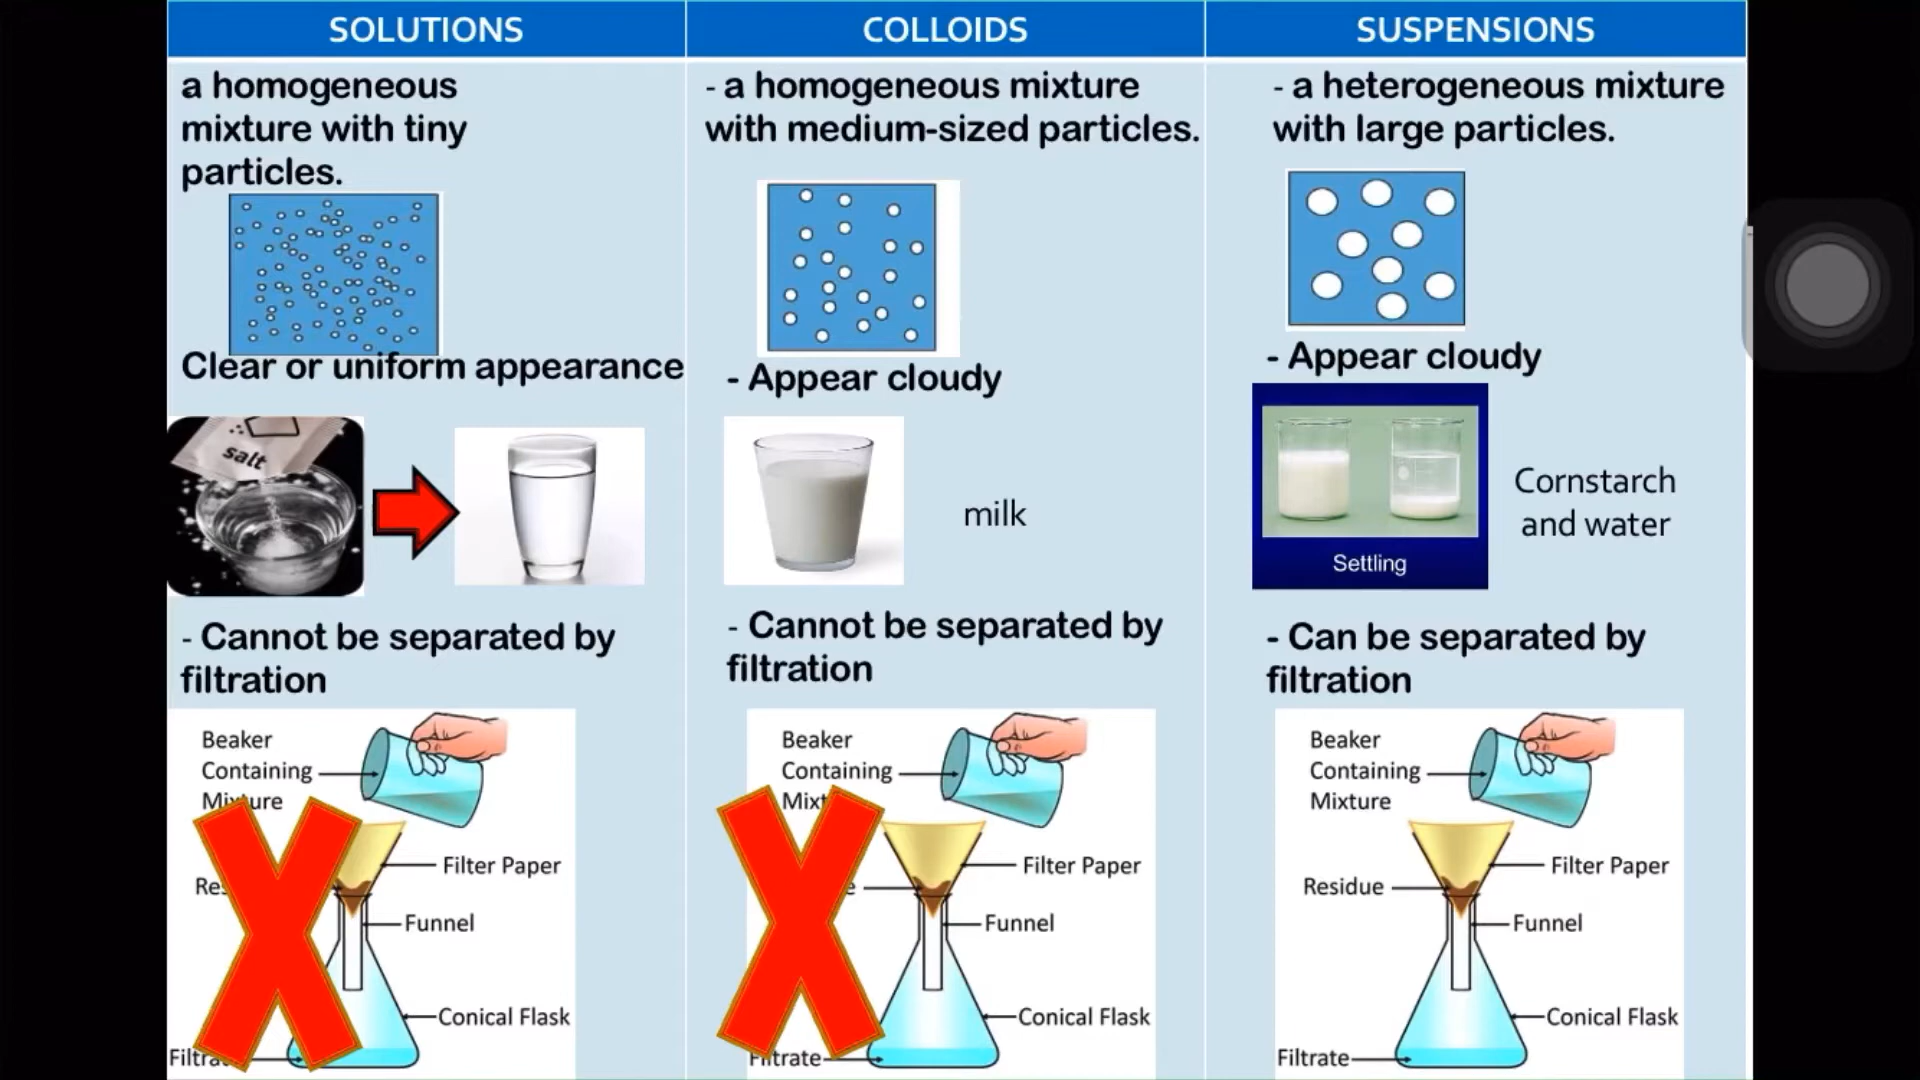 SOLUTIONS
COLLOIDS
SUSPENSIONS
a homogeneous
mixture with tiny
particles.
Clear or uniform appearance
salt
- Cannot be separated by
filtration
Beaker
Containing
Filter Paper
Funnel
Conical Flask
- a homogeneous mixture
with medium-sized particles.
- Appear cloudy
milk
- Cannot be separated by
filtration
Beaker
Containing
Filter Paper
Funnel
Conical Flask
- a heterogeneous mixture
with large particles.
- Appear cloudy
Settling
Cornstarch
and water
- Can be separated by
filtration
Beaker
Containing
Mixture
Filter Paper
Residue
Funnel
Conical Flask
Filtrate